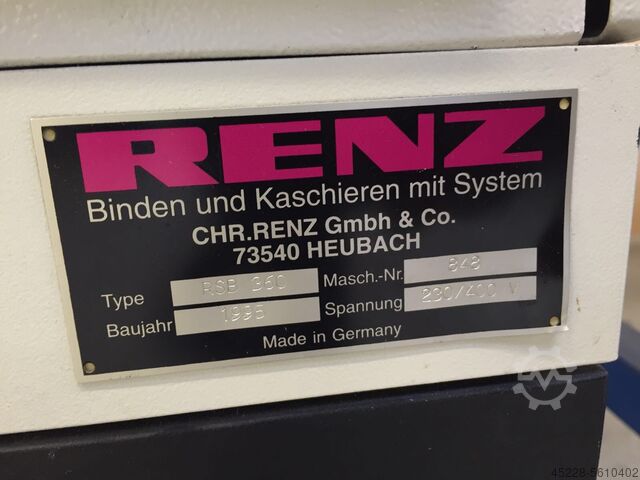 RENZ
Binden und Kaschieren mit System
CHR.RENZ Gmbh & Co.
73540 HEUBACH
Type RSB 360 Masch.-Nr. 848
Baujahr 1995 Spannung 230/400 V
Made in Germany
45228-5610402